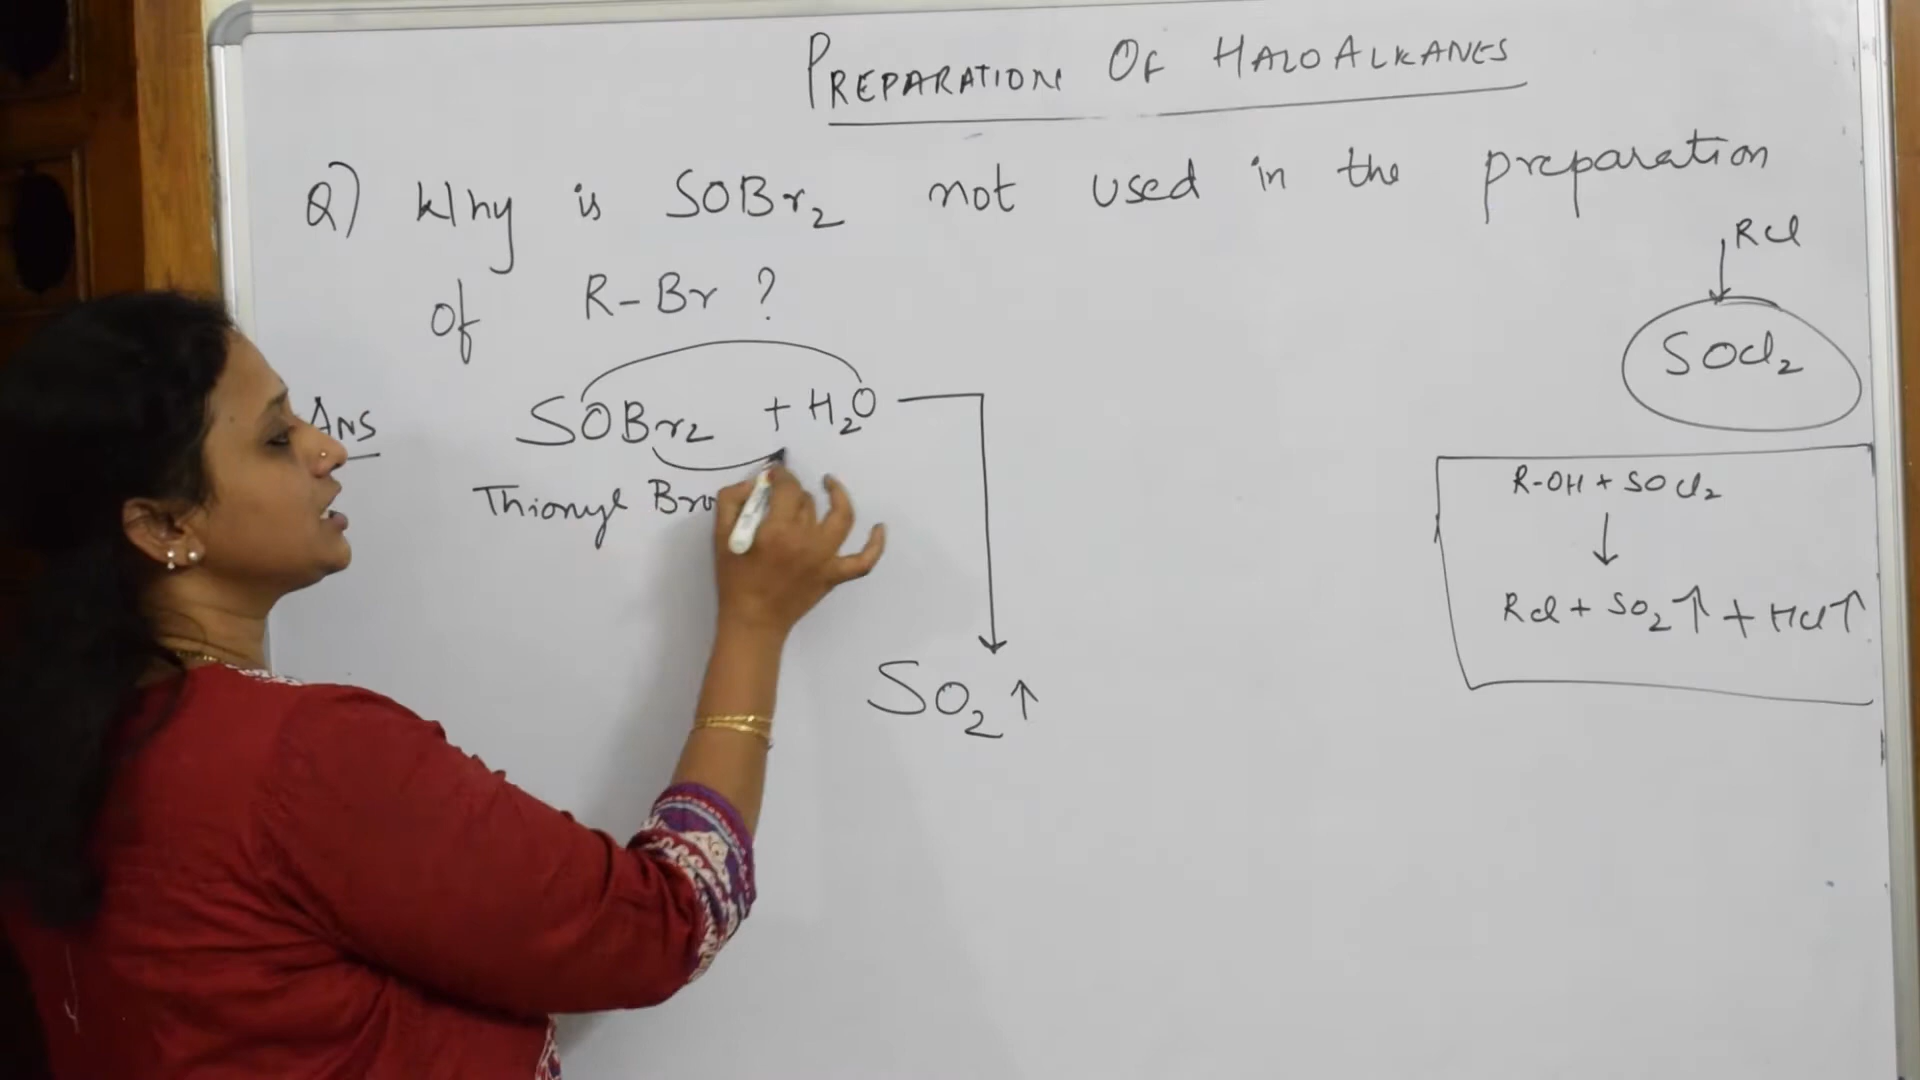 PREPARATION OF HALOALKANES
Q) Why is SOBr₂ not used in the preparation
of R-Br ?
RCl
SOCl₂
Ans
SOBr₂ + H₂O
Thionyl
SO₂ ↑
R-OH + SOCl₂
↓
RCl + SO₂ ↑ + HCl ↑